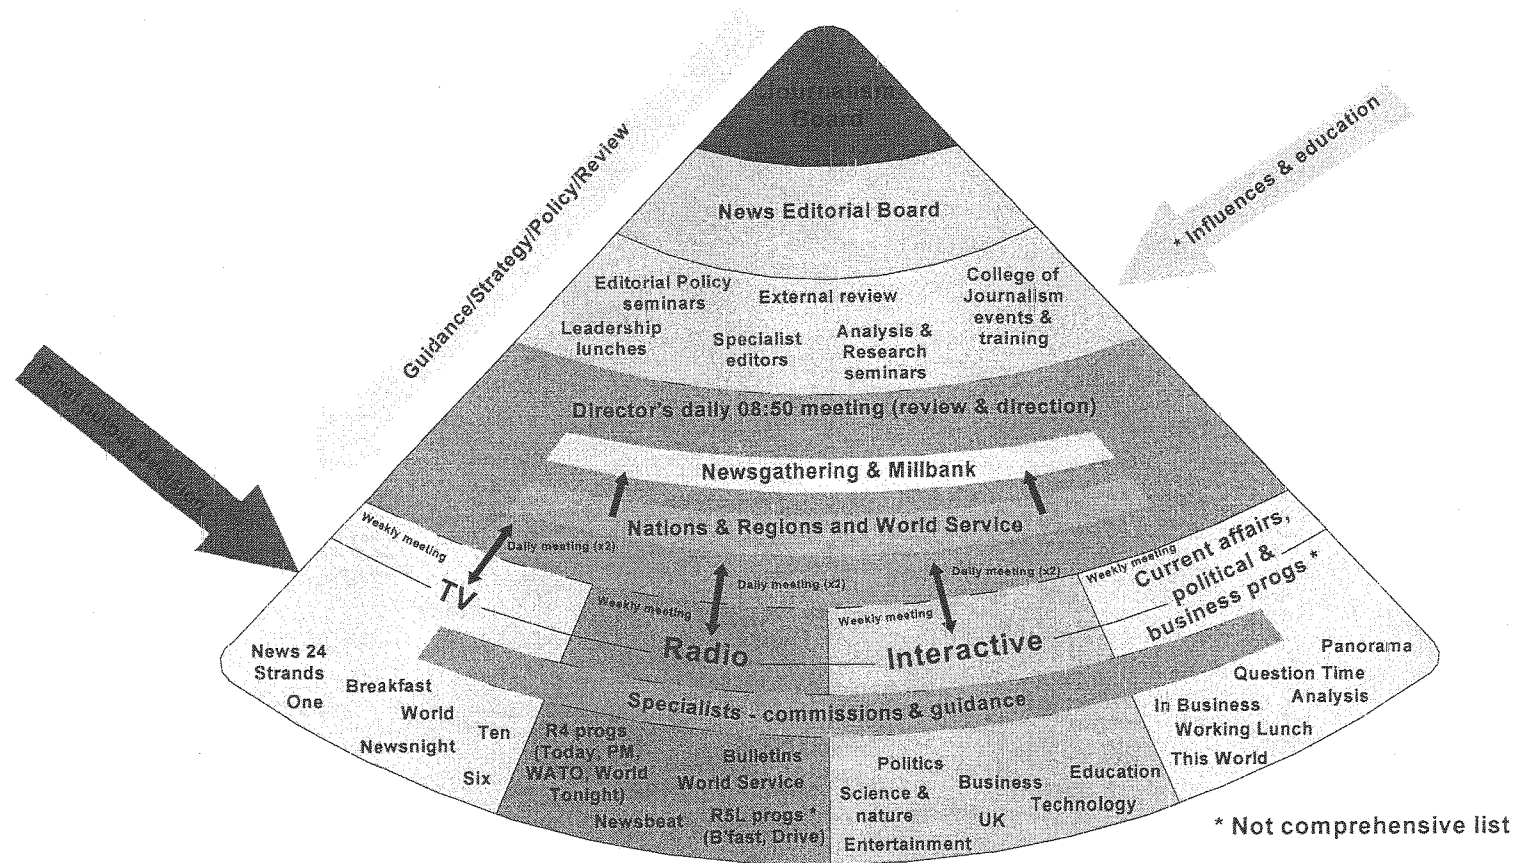 Journalism
Board
News Editorial Board
Guidance/Strategy/Policy/Review
* Influences & education
Editorial Policy
seminars
External review
College of
Journalism
events &
training
Leadership
lunches
Specialist
editors
Analysis &
Research
seminars
Director's daily 08:50 meeting (review & direction)
Newsgathering & Millbank
Nations & Regions and World Service
Weekly meeting
Daily meeting (x2)
TV
Weekly meeting
Daily meeting (x2)
Radio
Weekly meeting
Daily meeting (x2)
Interactive
Weekly meeting
Current affairs,
political &
business progs *
Specialists - commissions & guidance
News 24
Strands
One
Breakfast
World
Ten
Newsnight
Six
R4 progs
(Today, PM,
WATO, World
Tonight)
Bulletins
World Service
Newsbeat
R5L progs *
(B'fast, Drive)
Politics
Science &
nature
Business
Education
Technology
UK
Entertainment
Panorama
Question Time
Analysis
In Business
Working Lunch
This World
* Not comprehensive list